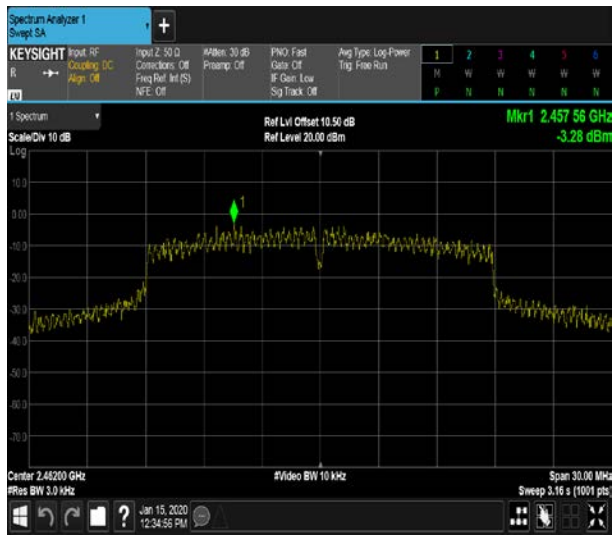 Spectrum Analyzer 1
Swept SA
+
KEYSIGHT Input: RF Input Z: 50 Ω #Atten: 30 dB PNO: Fast Avg Type: Log-Power 1 2 3 4 5 6
R Coupling: DC Corrections: Off Preamp: Off Gate: Off Trig: Free Run M W W W W W
Align: Off Freq Ref: Int (S) IF Gain: Low P N N N N N
NFE: Off Sig Track: Off
1 Spectrum
Ref Lvl Offset 10.50 dB Mkr1 2.457 56 GHz
Scale/Div 10 dB Ref Level 20.00 dBm -3.28 dBm
Log
10.0
0.00
1
-10.0
-20.0
-30.0
-40.0
-50.0
-60.0
-70.0
Center 2.46200 GHz #Video BW 10 kHz Span 30.00 MHz
#Res BW 3.0 kHz Sweep 3.16 s (1001 pts)
? Jan 15, 2020
12:34:56 PM